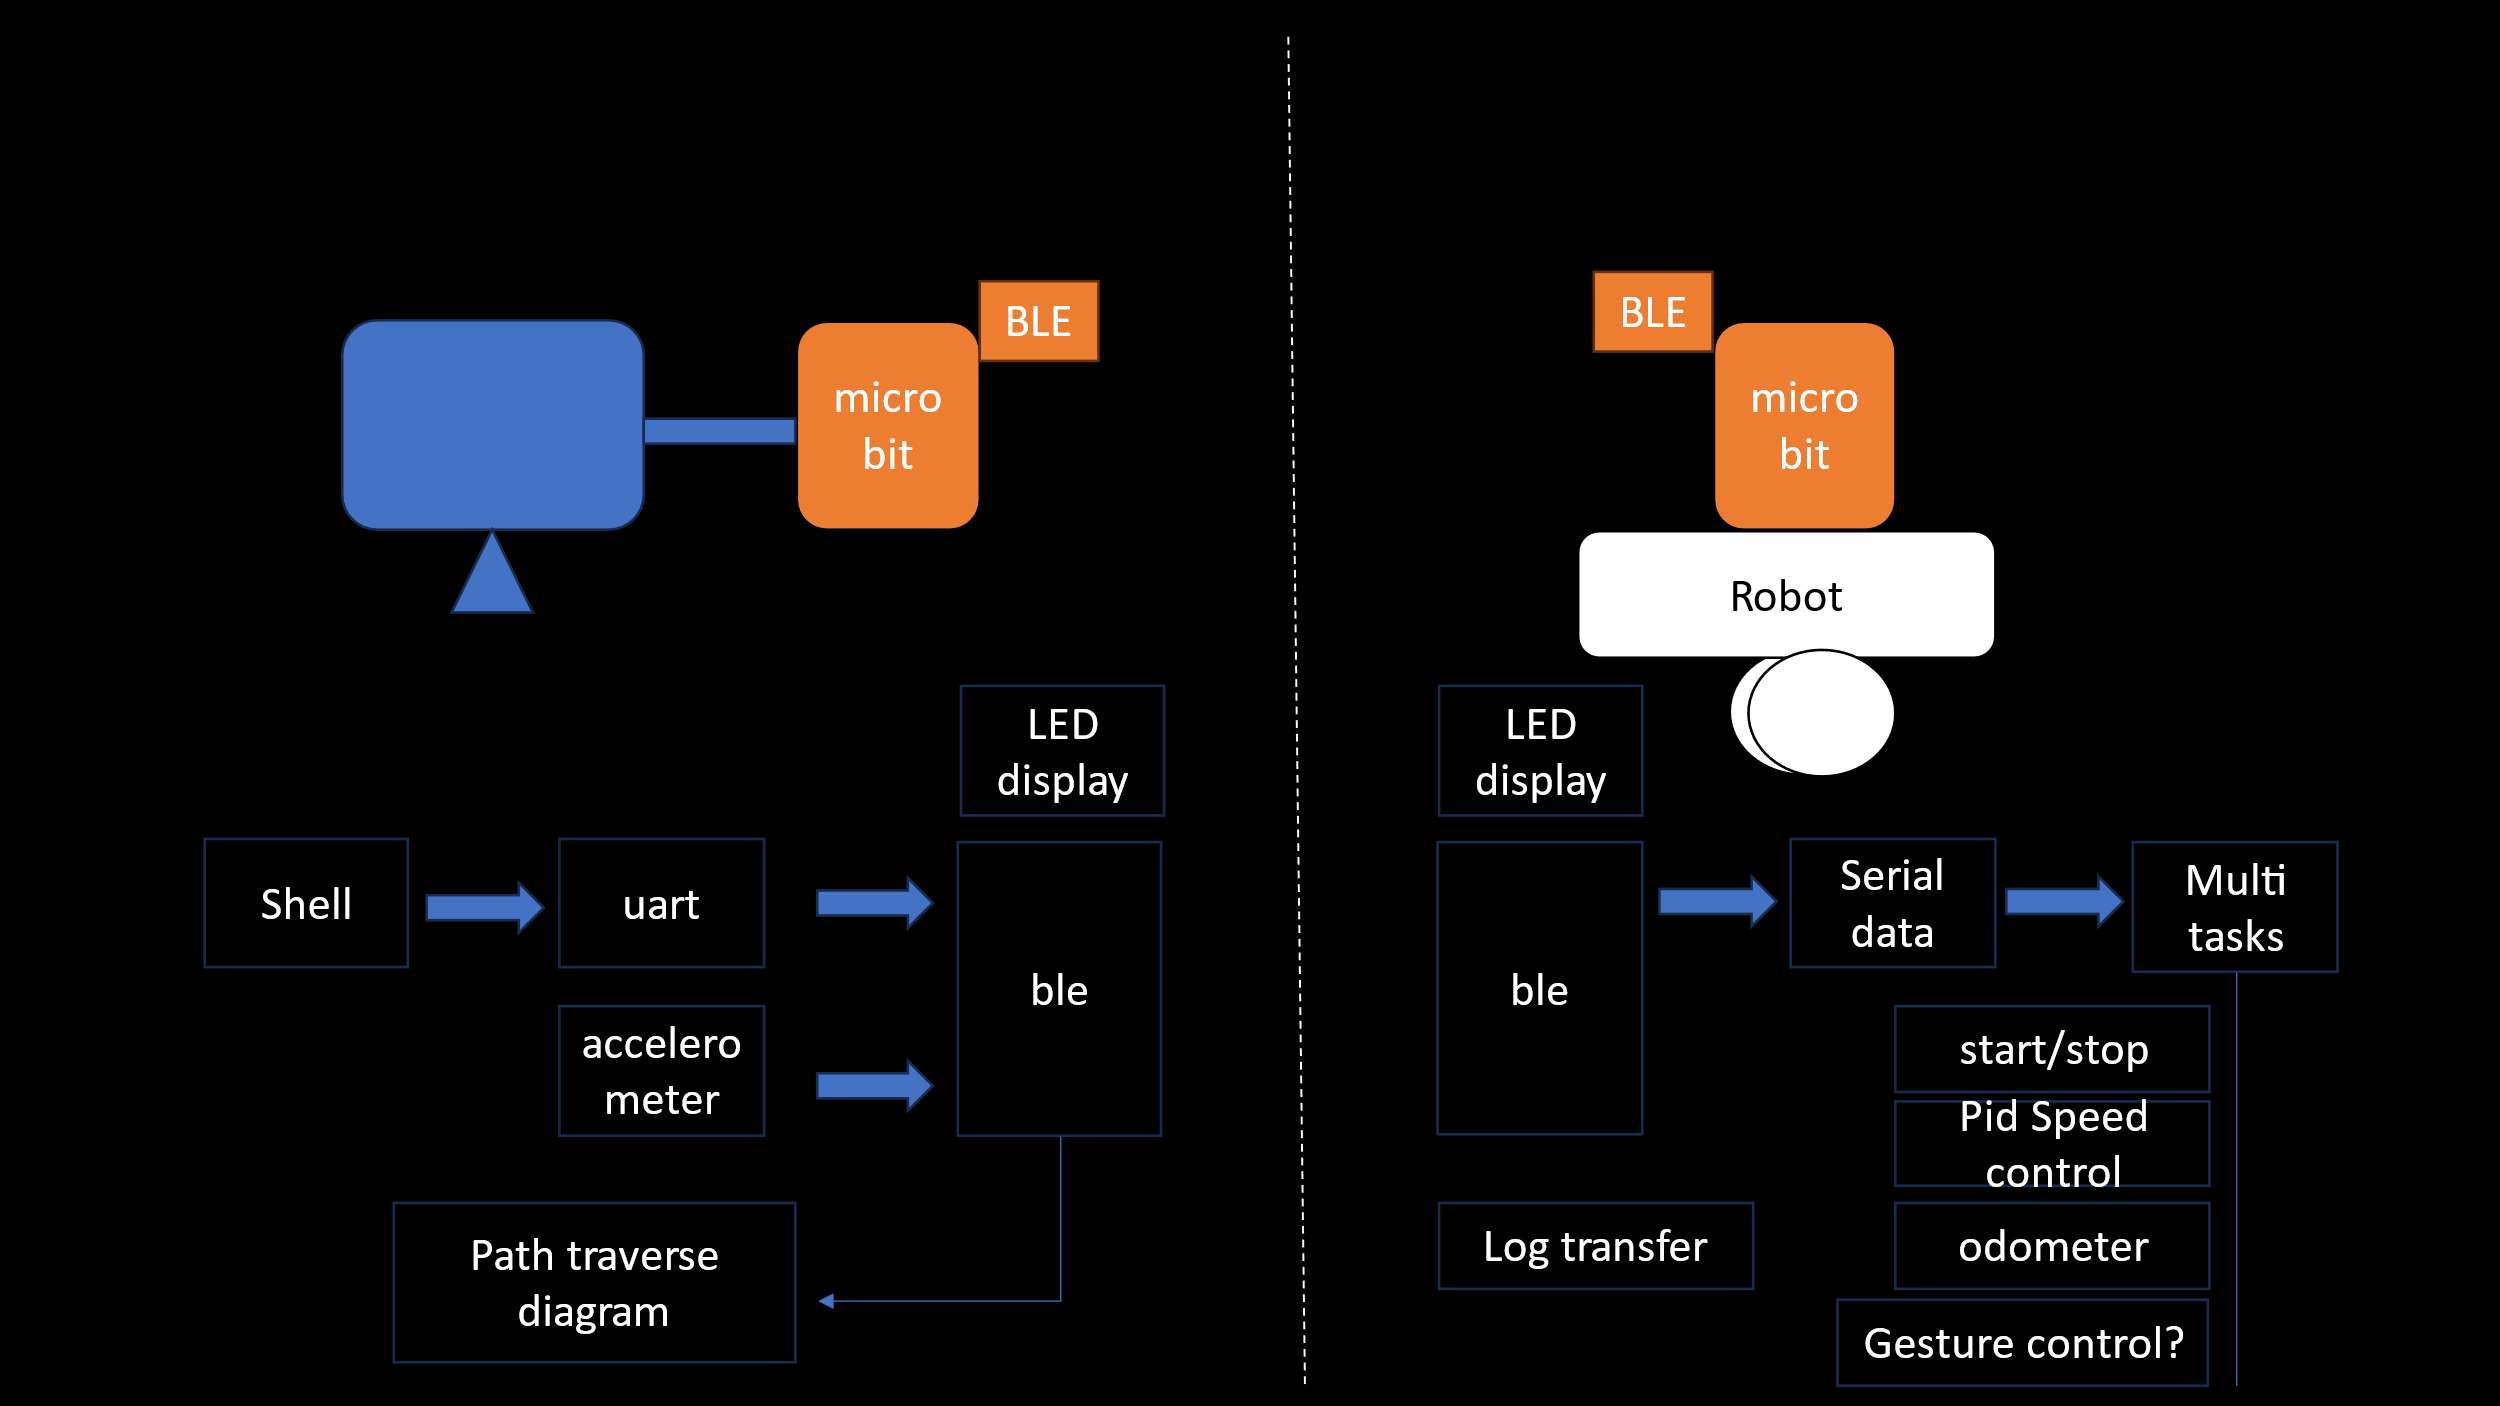 BLE
micro
bit
LED
display
Shell
uart
ble
accelero
meter
Path traverse
diagram
BLE
micro
bit
Robot
LED
display
ble
Serial
data
Multi
tasks
start/stop
Pid Speed
control
Log transfer
odometer
Gesture control?